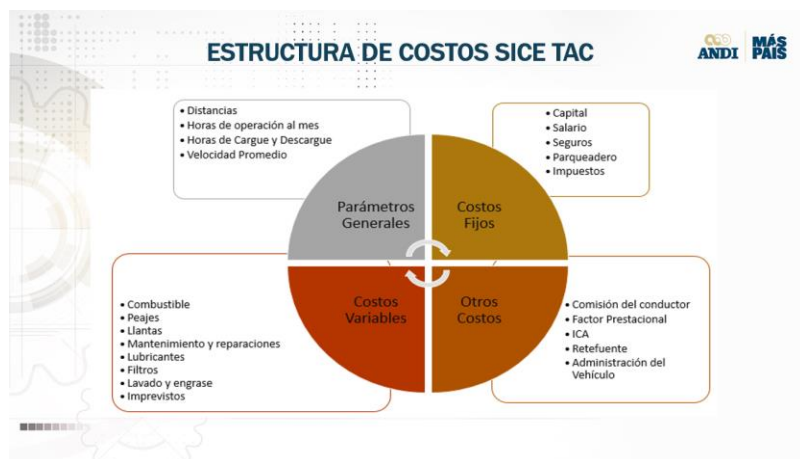 ESTRUCTURA DE COSTOS SICE TAC
ANDI
MÁS
PAÍS
• Distancias
• Horas de operación al mes
• Horas de Cargue y Descargue
• Velocidad Promedio
• Capital
• Salario
• Seguros
• Parqueadero
• Impuestos
Parámetros
Generales
Costos
Fijos
Costos
Variables
Otros
Costos
• Combustible
• Peajes
• Llantas
• Mantenimiento y reparaciones
• Lubricantes
• Filtros
• Lavado y engrase
• Imprevistos
• Comisión del conductor
• Factor Prestacional
• ICA
• Retefuente
• Administración del
Vehículo